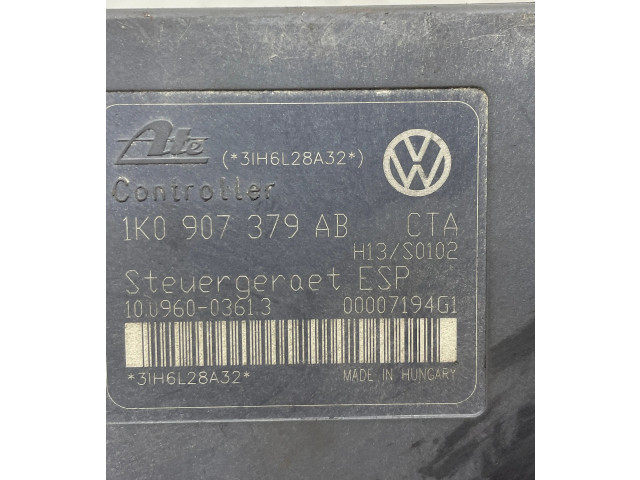 Ate (*3IH6L28A32*)
Controller
1K0 907 379 AB CTA
H13/S0102
Steuergeraet ESP
10.0960-0361.3 00007194G1
*3IH6L28A32* MADE IN HUNGARY